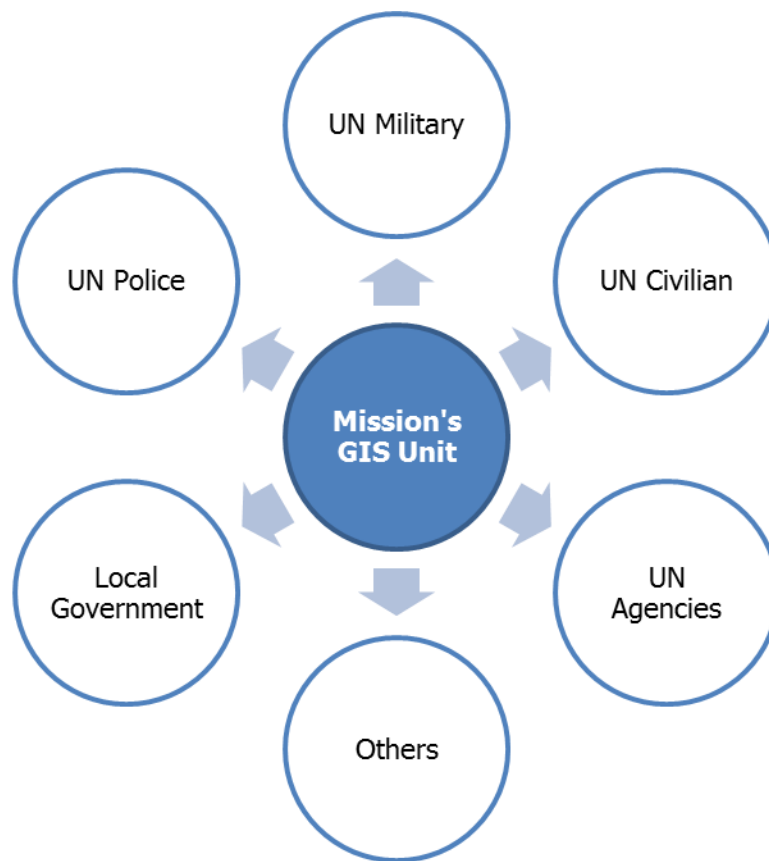 UN Military
UN Police
UN Civilian
Mission's
GIS Unit
Local
Government
UN
Agencies
Others